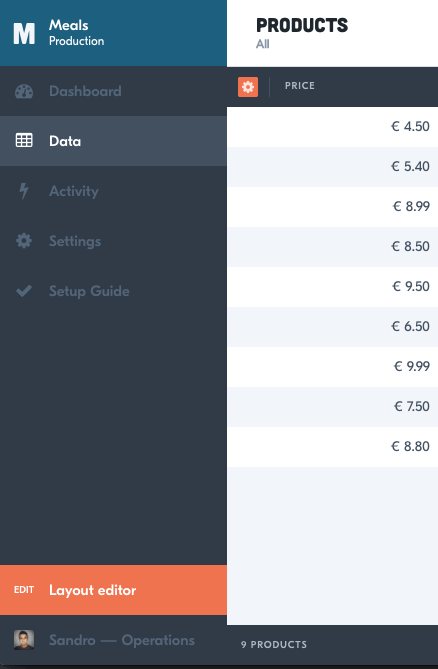 M
Meals
Production
Dashboard
Data
Activity
Settings
Setup Guide
EDIT Layout editor
Sandro — Operations
PRODUCTS
All
PRICE
€ 4.50
€ 5.40
€ 8.99
€ 8.50
€ 9.50
€ 6.50
€ 9.99
€ 7.50
€ 8.80
9 PRODUCTS